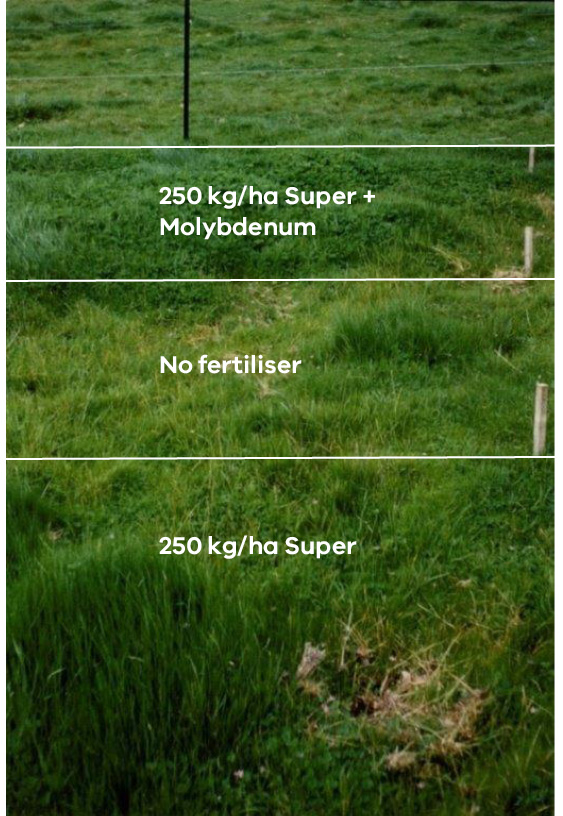 250 kg/ha Super +
Molybdenum
No fertiliser
250 kg/ha Super